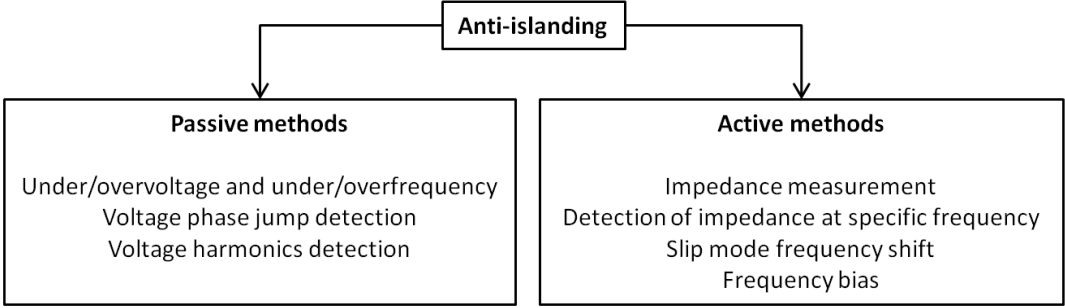 Anti-islanding
Passive methods
Under/overvoltage and under/overfrequency
Voltage phase jump detection
Voltage harmonics detection
Active methods
Impedance measurement
Detection of impedance at specific frequency
Slip mode frequency shift
Frequency bias